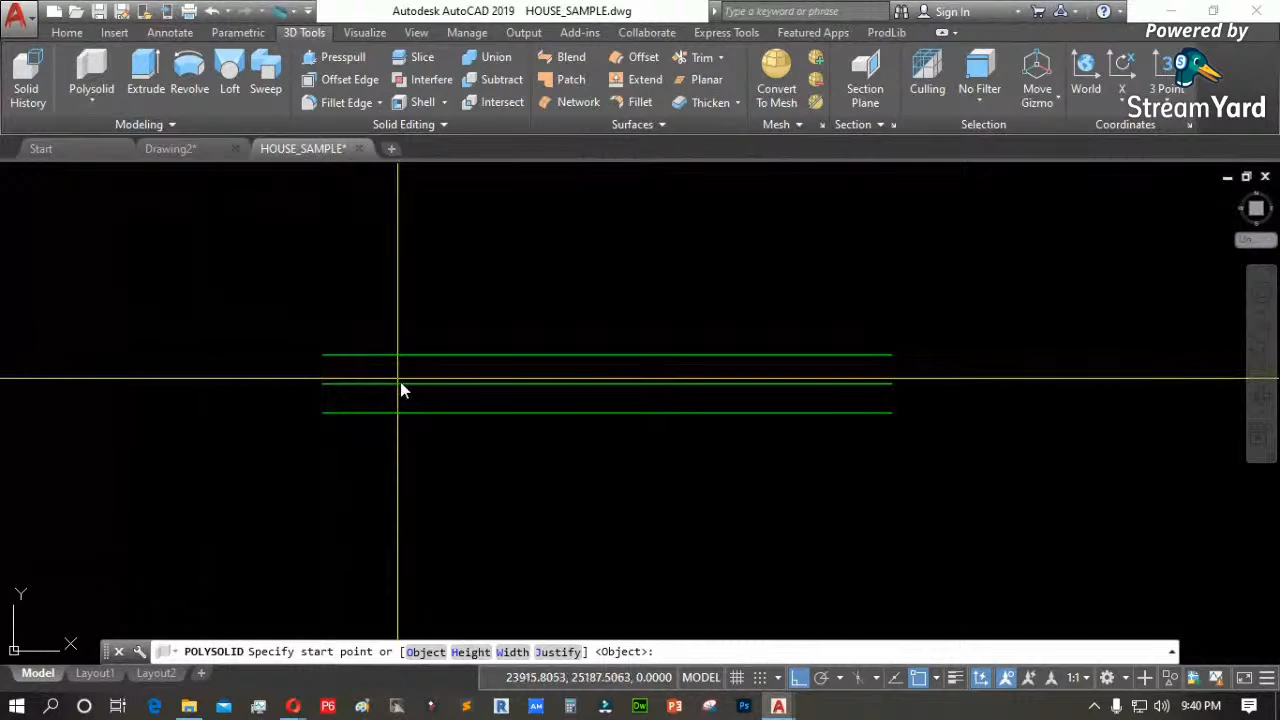 Autodesk AutoCAD 2019 HOUSE_SAMPLE.dwg
Type a keyword or phrase
Sign In
Powered by
StreamYard
Home Insert Annotate Parametric 3D Tools Visualize View Manage Output Add-ins Collaborate Express Tools Featured Apps ProdLib
Solid History
Polysolid
Extrude
Revolve
Loft
Sweep
Presspull
Offset Edge
Fillet Edge
Slice
Interfere
Shell
Union
Subtract
Intersect
Blend
Patch
Network
Offset
Extend
Fillet
Trim
Planar
Thicken
Convert To Mesh
Section Plane
Culling
No Filter
Move Gizmo
World
X
3 Point
Modeling
Solid Editing
Surfaces
Mesh
Section
Selection
Coordinates
Start
Drawing2*
HOUSE_SAMPLE*
Y
X
POLYSOLID Specify start point or [Object Height Width Justify] <Object>:
Model Layout1 Layout2
23915.8053, 25187.5063, 0.0000 MODEL
1:1
9:40 PM